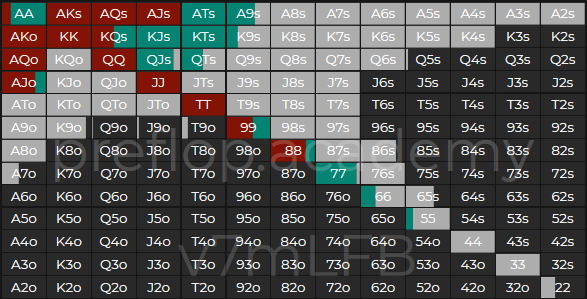 AA AKs AQs AJs ATs A9s A8s A7s A6s A5s A4s A3s A2s
AKo KK KQs KJs KTs K9s K8s K7s K6s K5s K4s K3s K2s
AQo KQo QQ QJs QTs Q9s Q8s Q7s Q6s Q5s Q4s Q3s Q2s
AJo KJo QJo JJ JTs J9s J8s J7s J6s J5s J4s J3s J2s
ATo KTo QTo JTo TT T9s T8s T7s T6s T5s T4s T3s T2s
A9o K9o Q9o J9o T9o 99 98s 97s 96s 95s 94s 93s 92s
A8o K8o Q8o J8o T8o 98o 88 87s 86s 85s 84s 83s 82s
preflop.academy
A7o K7o Q7o J7o T7o 97o 87o 77 76s 75s 74s 73s 72s
A6o K6o Q6o J6o T6o 96o 86o 76o 66 65s 64s 63s 62s
A5o K5o Q5o J5o T5o 95o 85o 75o 65o 55 54s 53s 52s
A4o K4o Q4o J4o T4o 94o 84o 74o 64o 54o 44 43s 42s
v7mLFB
A3o K3o Q3o J3o T3o 93o 83o 73o 63o 53o 43o 33 32s
A2o K2o Q2o J2o T2o 92o 82o 72o 62o 52o 42o 32o 22